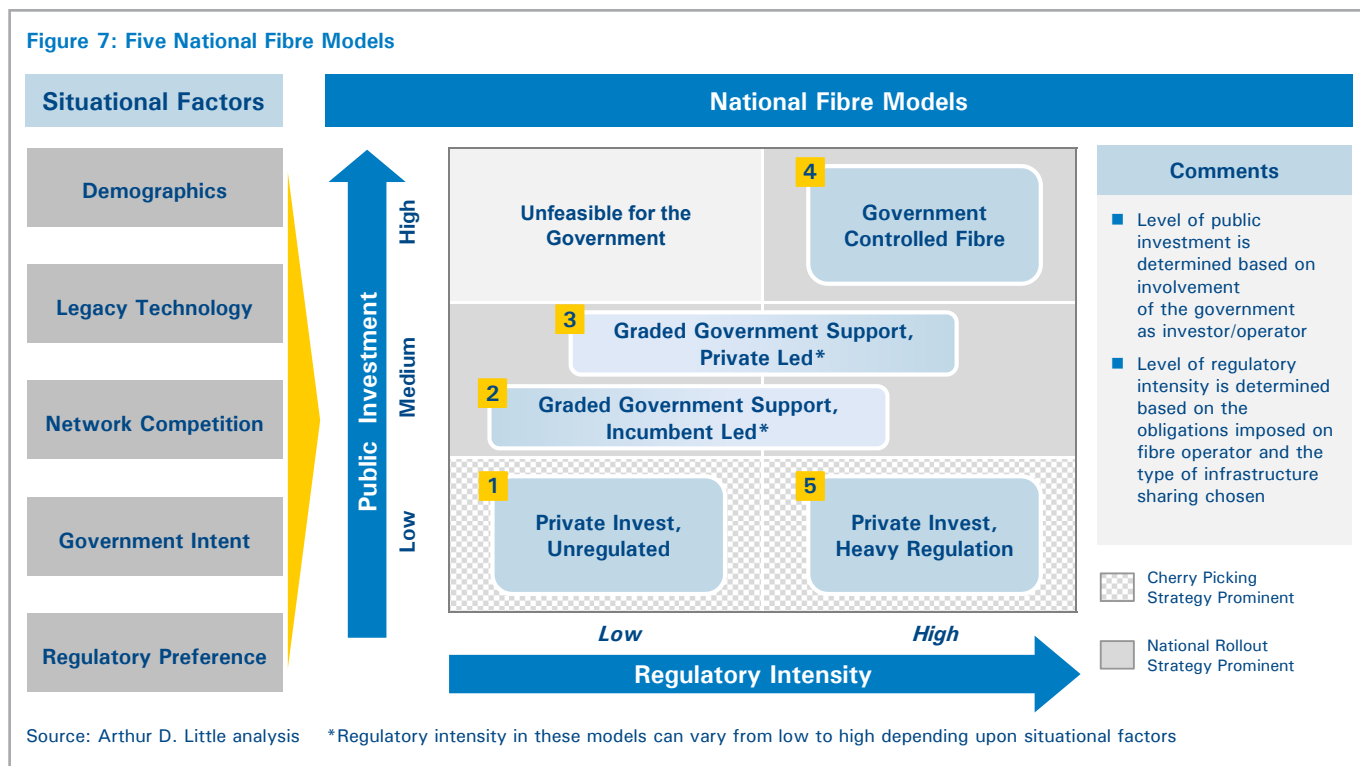 Figure 7: Five National Fibre Models
Situational Factors
National Fibre Models
Demographics
Legacy Technology
Network Competition
Government Intent
Regulatory Preference
Public Investment
High
Medium
Low
Unfeasible for the
Government
4
Government
Controlled Fibre
3
Graded Government Support,
Private Led*
2
Graded Government Support,
Incumbent Led*
1
Private Invest,
Unregulated
5
Private Invest,
Heavy Regulation
Low
High
Regulatory Intensity
Comments
Level of public
investment is
determined based on
involvement
of the government
as investor/operator
Level of regulatory
intensity is determined
based on the
obligations imposed on
fibre operator and the
type of infrastructure
sharing chosen
Cherry Picking
Strategy Prominent
National Rollout
Strategy Prominent
Source: Arthur D. Little analysis *Regulatory intensity in these models can vary from low to high depending upon situational factors